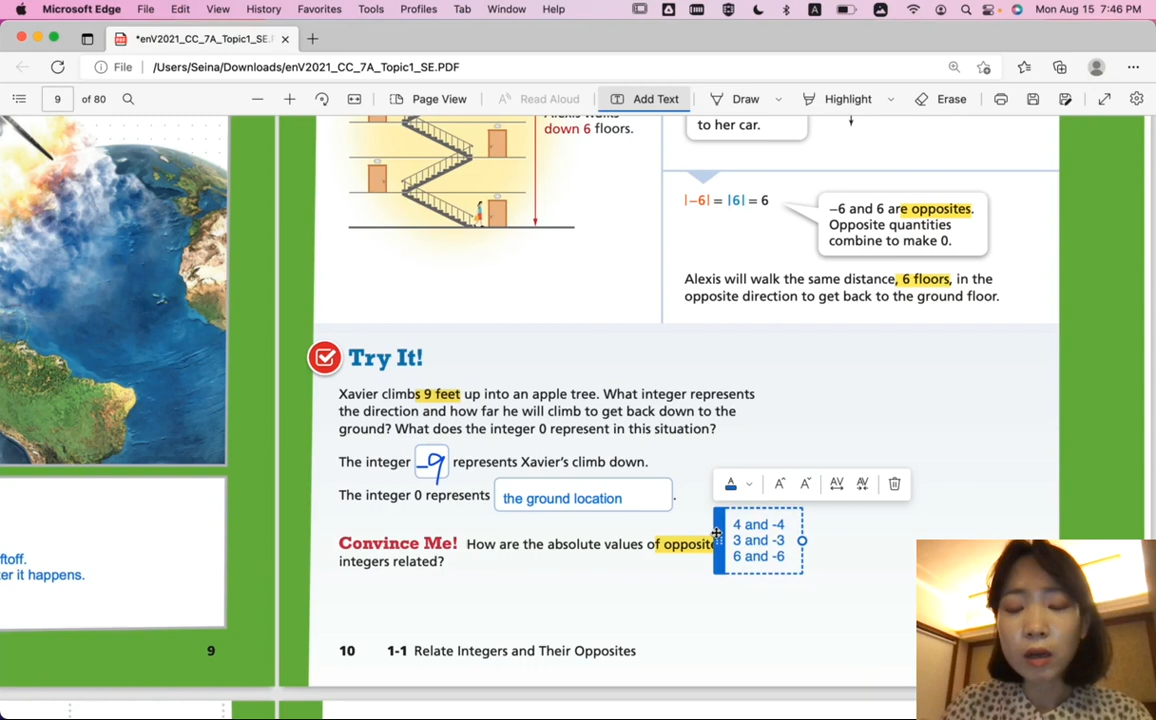 Microsoft Edge File Edit View History Favorites Tools Profiles Tab Window Help
Mon Aug 15 7:46 PM
*enV2021_CC_7A_Topic1_SE.
File /Users/Seina/Downloads/enV2021_CC_7A_Topic1_SE.PDF
9 of 80 Page View Read Aloud Add Text Draw Highlight Erase
down 6 floors.
to her car.
|−6| = |6| = 6
−6 and 6 are opposites.
Opposite quantities
combine to make 0.
Alexis will walk the same distance, 6 floors, in the
opposite direction to get back to the ground floor.
Try It!
Xavier climbs 9 feet up into an apple tree. What integer represents
the direction and how far he will climb to get back down to the
ground? What does the integer 0 represent in this situation?
The integer −9 represents Xavier’s climb down.
The integer 0 represents the ground location.
4 and -4
3 and -3
6 and -6
Convince Me! How are the absolute values of opposite
integers related?
ftoff.
er it happens.
9
10 1-1 Relate Integers and Their Opposites